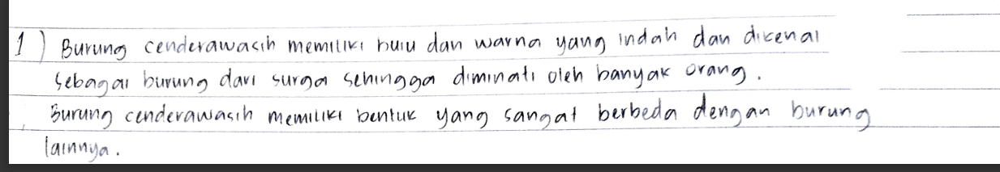 1) Burung cenderawasih memiliki bulu dan warna yang indah dan dikenal
sebagai burung dari surga sehingga diminati oleh banyak orang.
Burung cenderawasih memiliki bentuk yang sangat berbeda dengan burung
lainnya.